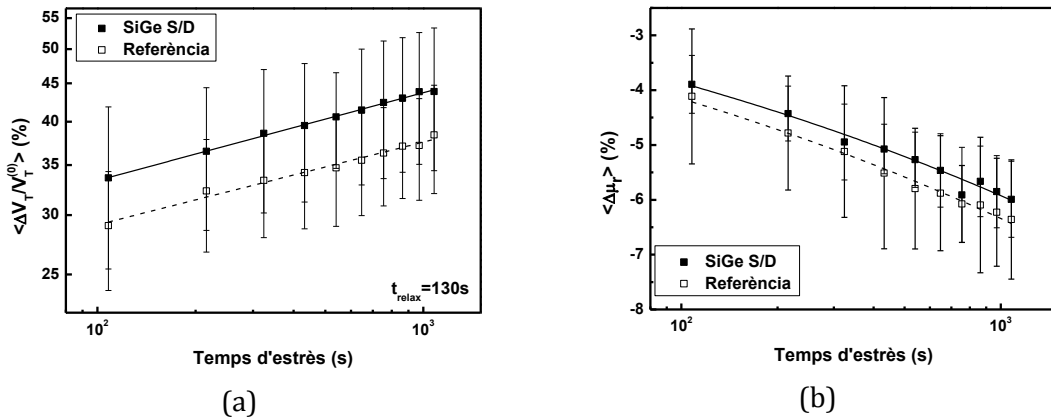 SiGe S/D
Referència
<ΔV_T/V_T^(0)> (%)
55
50
45
40
35
30
25
t_relax=130s
10^2
10^3
Temps d'estrès (s)
(a)
SiGe S/D
Referència
<Δμ_r> (%)
-3
-4
-5
-6
-7
-8
10^2
10^3
Temps d'estrès (s)
(b)